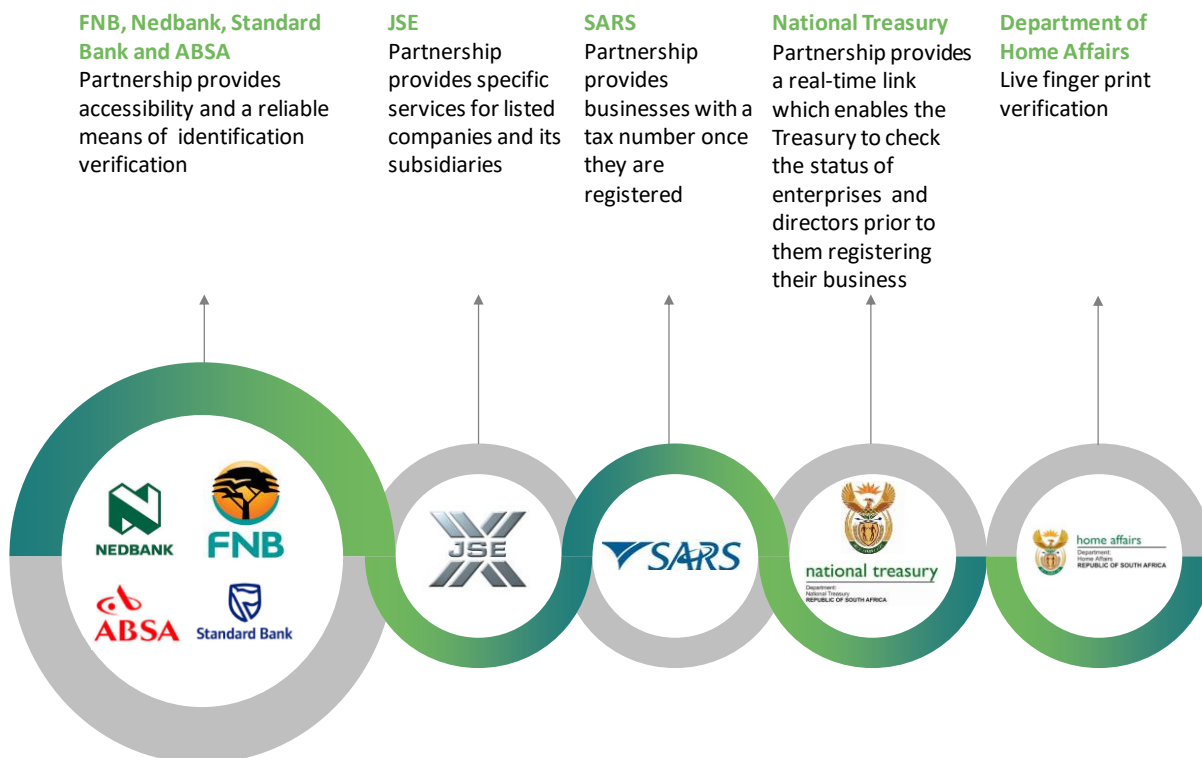 FNB, Nedbank, Standard
Bank and ABSA
Partnership provides
accessibility and a reliable
means of  identification
verification
JSE
Partnership
provides specific
services for listed
companies and its
subsidiaries
SARS
Partnership
provides
businesses with a
tax number once
they are
registered
National Treasury
Partnership provides
a real-time link
which enables the
Treasury to check
the status of
enterprises  and
directors prior to
them registering
their business
Department of
Home Affairs
Live finger print
verification
NEDBANK
FNB
ABSA
Standard Bank
JSE
SARS
national treasury
Department:
National Treasury
REPUBLIC OF SOUTH AFRICA
home affairs
Department:
Home Affairs
REPUBLIC OF SOUTH AFRICA